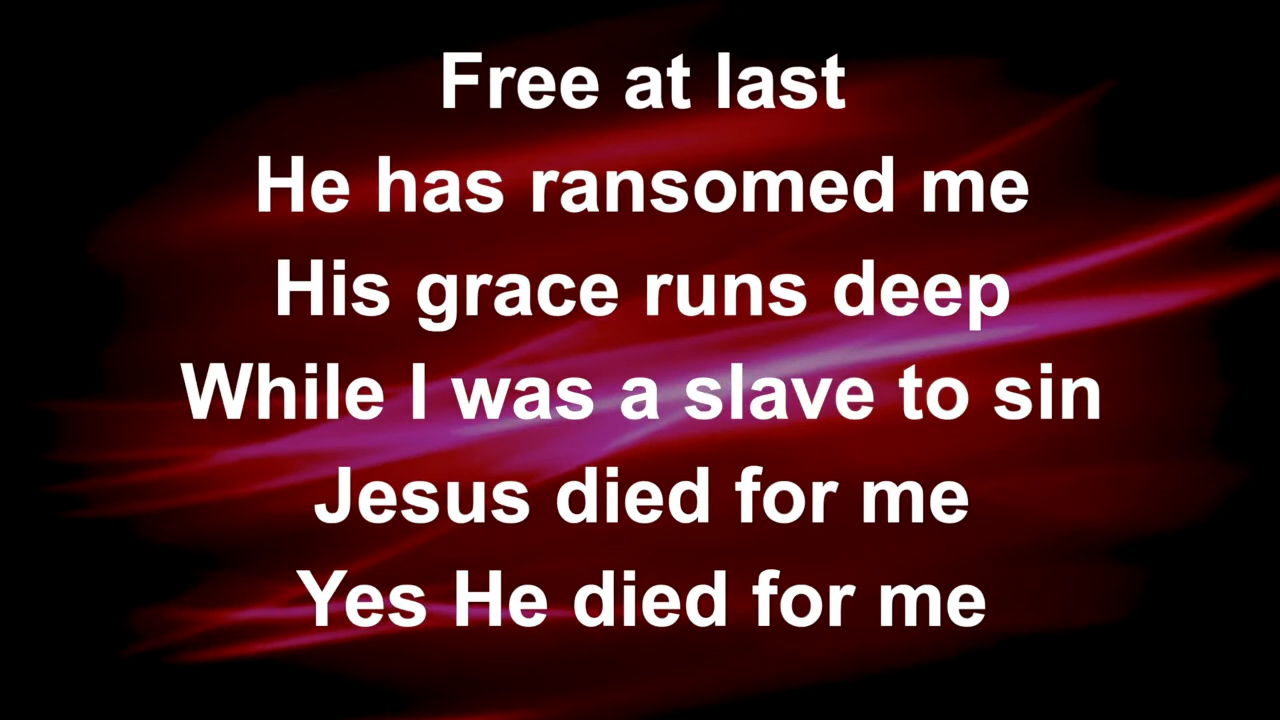 Free at last
He has ransomed me
His grace runs deep
While I was a slave to sin
Jesus died for me
Yes He died for me